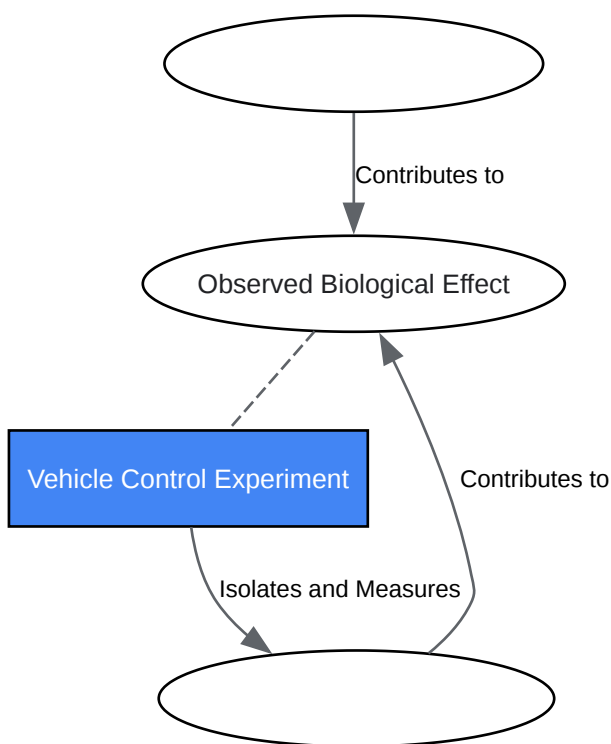 Contributes to
Observed Biological Effect
Vehicle Control Experiment
Contributes to
Isolates and Measures